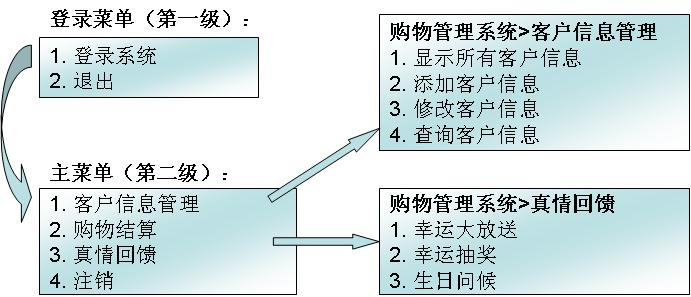 登录菜单（第一级）：
1. 登录系统
2. 退出
主菜单（第二级）：
1. 客户信息管理
2. 购物结算
3. 真情回馈
4. 注销
购物管理系统>客户信息管理
1. 显示所有客户信息
2. 添加客户信息
3. 修改客户信息
4. 查询客户信息
购物管理系统>真情回馈
1. 幸运大放送
2. 幸运抽奖
3. 生日问候